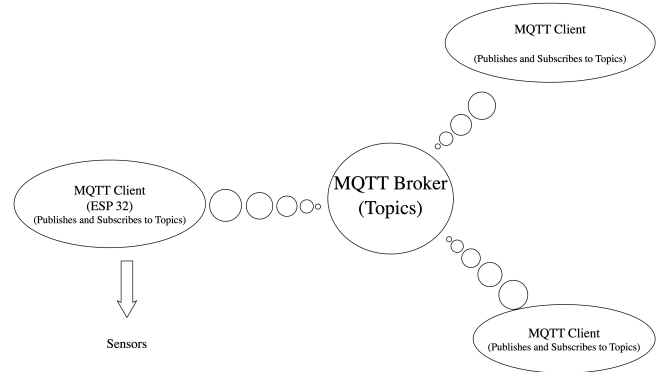 MQTT Client
(Publishes and Subscribes to Topics)
MQTT Broker
(Topics)
MQTT Client
(ESP 32)
(Publishes and Subscribes to Topics)
Sensors
MQTT Client
(Publishes and Subscribes to Topics)